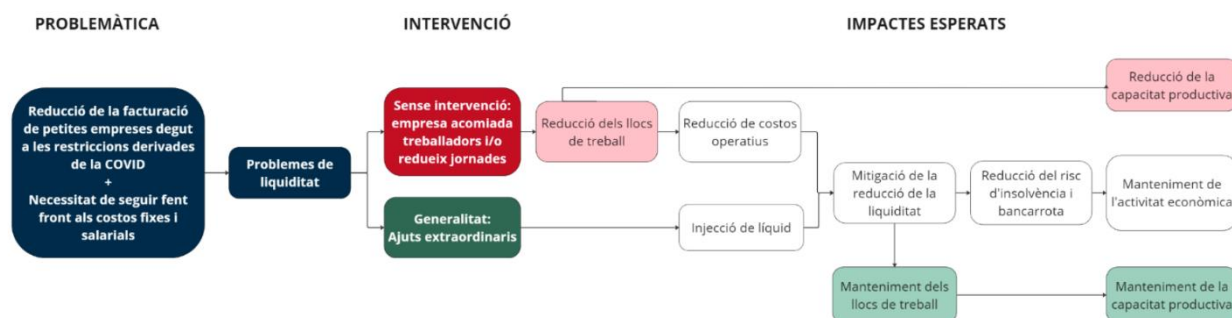 PROBLEMÀTICA
INTERVENCIÓ
IMPACTES ESPERATS
Reducció de la facturació
de petites empreses degut
a les restriccions derivades
de la COVID
+
Necessitat de seguir fent
front als costos fixes i
salarials
Problemes de
liquiditat
Sense intervenció:
empresa acomiada
treballadors i/o
redueix jornades
Generalitat:
Ajuts extraordinaris
Reducció dels llocs
de treball
Reducció de costos
operatius
Injecció de líquid
Mitigació de la
reducció de la
liquiditat
Reducció del risc
d'insolvència i
bancarrota
Reducció de la
capacitat productiva
Manteniment de
l'activitat econòmica
Manteniment dels
llocs de treball
Manteniment de la
capacitat productiva